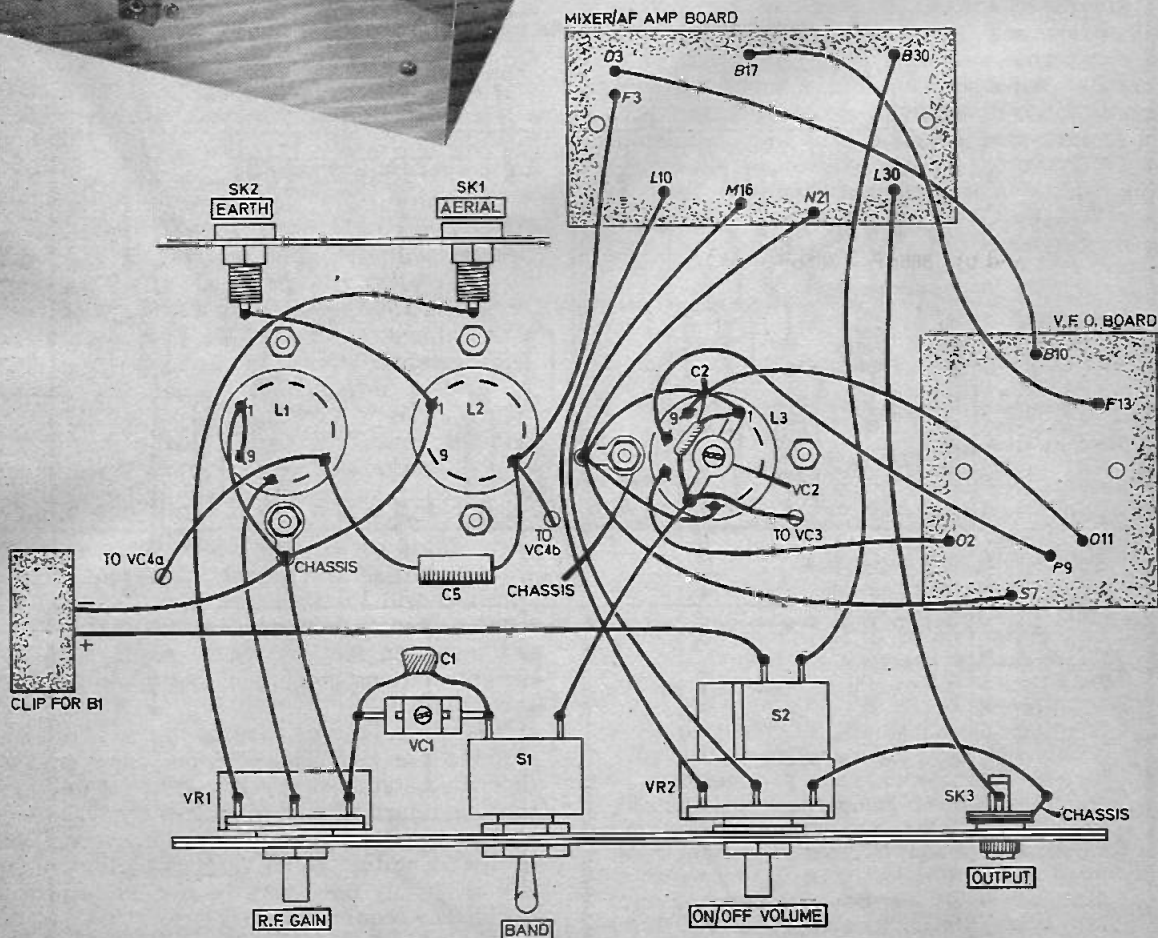 MIXER/AF AMP BOARD
D3
B17
B30
F3
L10
M16
N21
L30
SK2
EARTH
SK1
AERIAL
V.F.O. BOARD
B10
F13
C2
1
L1
9
1
L2
9
9
1
L3
VC2
TO VC4a
TO VC4b
TO VC3
O2
O11
P9
S7
CHASSIS
C5
CHASSIS
−
+
CLIP FOR B1
C1
VC1
S1
S2
VR1
VR2
SK3
CHASSIS
R.F. GAIN
BAND
ON/OFF VOLUME
OUTPUT